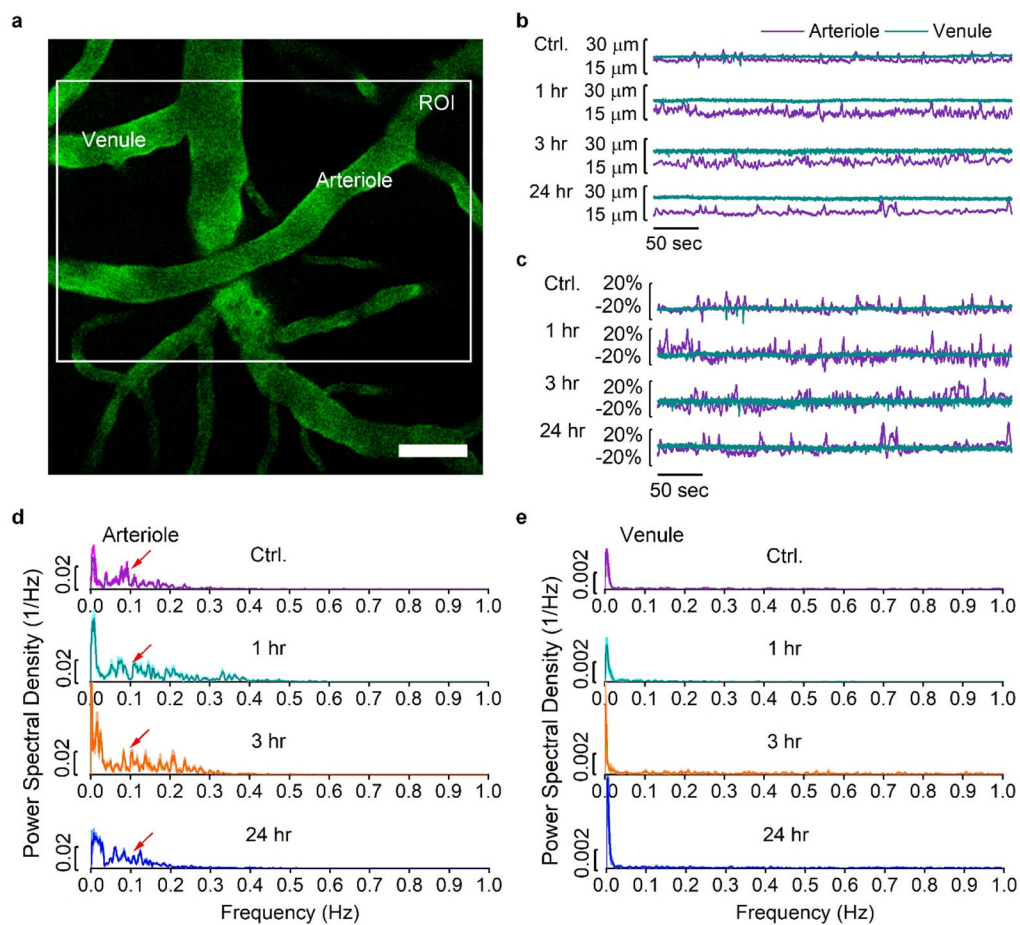 a
Venule
ROI
Arteriole
b
Arteriole Venule
Ctrl. 30 µm
15 µm
1 hr 30 µm
15 µm
3 hr 30 µm
15 µm
24 hr 30 µm
15 µm
50 sec
c
Ctrl. 20%
-20%
1 hr 20%
-20%
3 hr 20%
-20%
24 hr 20%
-20%
50 sec
d
Arteriole
Ctrl.
0.02
0.0 0.1 0.2 0.3 0.4 0.5 0.6 0.7 0.8 0.9 1.0
1 hr
0.02
0.0 0.1 0.2 0.3 0.4 0.5 0.6 0.7 0.8 0.9 1.0
3 hr
0.02
0.0 0.1 0.2 0.3 0.4 0.5 0.6 0.7 0.8 0.9 1.0
24 hr
0.02
0.0 0.1 0.2 0.3 0.4 0.5 0.6 0.7 0.8 0.9 1.0
Power Spectral Density (1/Hz)
Frequency (Hz)
e
Venule
Ctrl.
0.002
0.0 0.1 0.2 0.3 0.4 0.5 0.6 0.7 0.8 0.9 1.0
1 hr
0.002
0.0 0.1 0.2 0.3 0.4 0.5 0.6 0.7 0.8 0.9 1.0
3 hr
0.002
0.0 0.1 0.2 0.3 0.4 0.5 0.6 0.7 0.8 0.9 1.0
24 hr
0.002
0.0 0.1 0.2 0.3 0.4 0.5 0.6 0.7 0.8 0.9 1.0
Power Spectral Density (1/Hz)
Frequency (Hz)